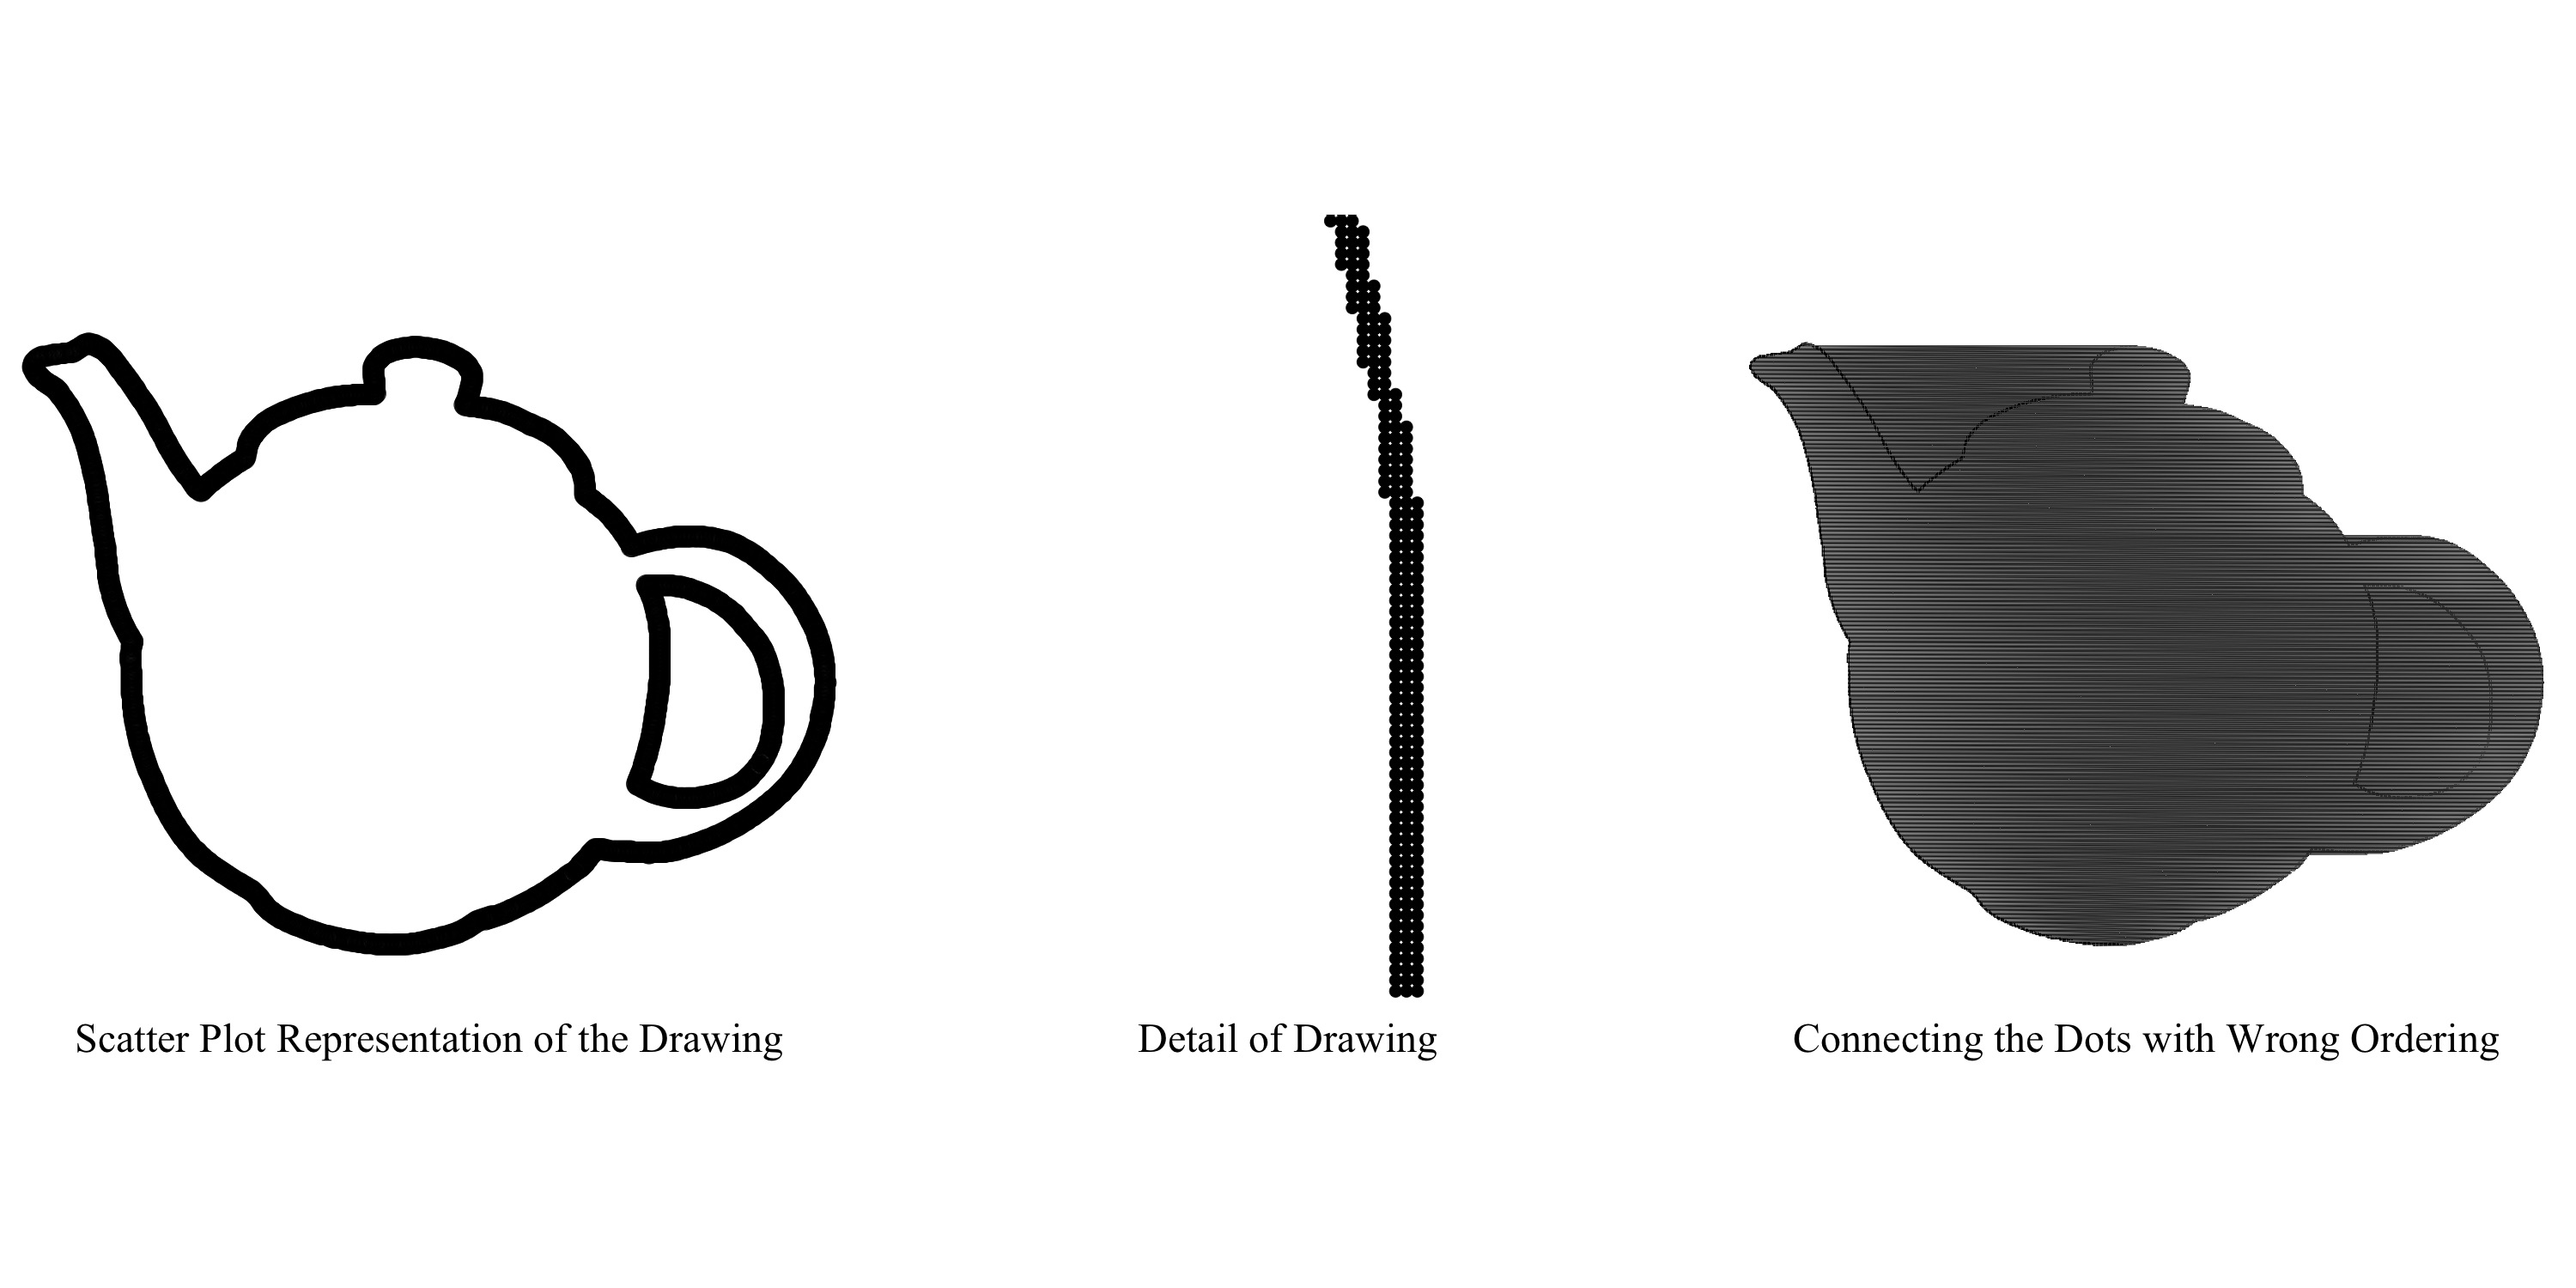 Scatter Plot Representation of the Drawing
Detail of Drawing
Connecting the Dots with Wrong Ordering